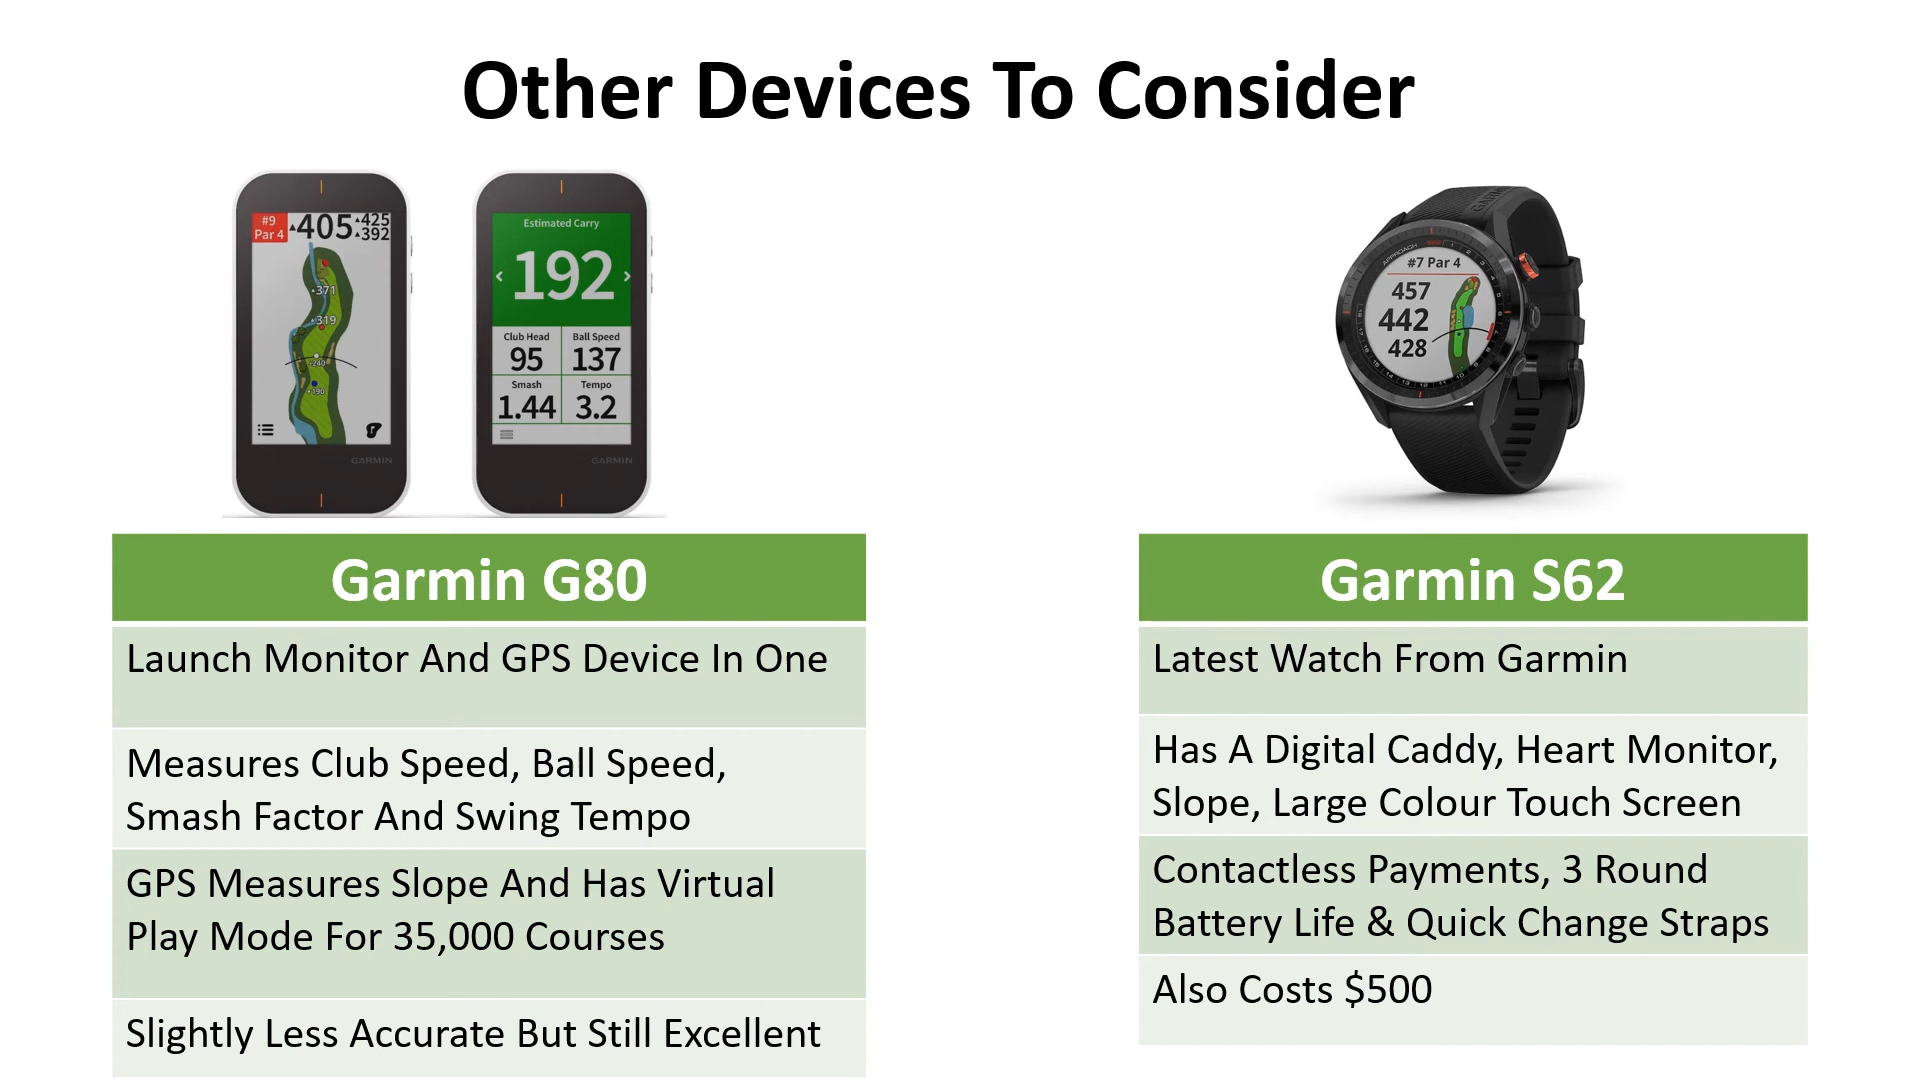 Other Devices To Consider
#9
Par 4
405
425
392
371
319
240
190
GARMIN
Estimated Carry
192
Club Head
Ball Speed
95
137
Smash
Tempo
1.44
3.2
GARMIN
GARMIN
APPROACH
S62
#7 Par 4
457
442
428
Garmin G80
Launch Monitor And GPS Device In One
Measures Club Speed, Ball Speed,
Smash Factor And Swing Tempo
GPS Measures Slope And Has Virtual
Play Mode For 35,000 Courses
Slightly Less Accurate But Still Excellent
Garmin S62
Latest Watch From Garmin
Has A Digital Caddy, Heart Monitor,
Slope, Large Colour Touch Screen
Contactless Payments, 3 Round
Battery Life & Quick Change Straps
Also Costs $500